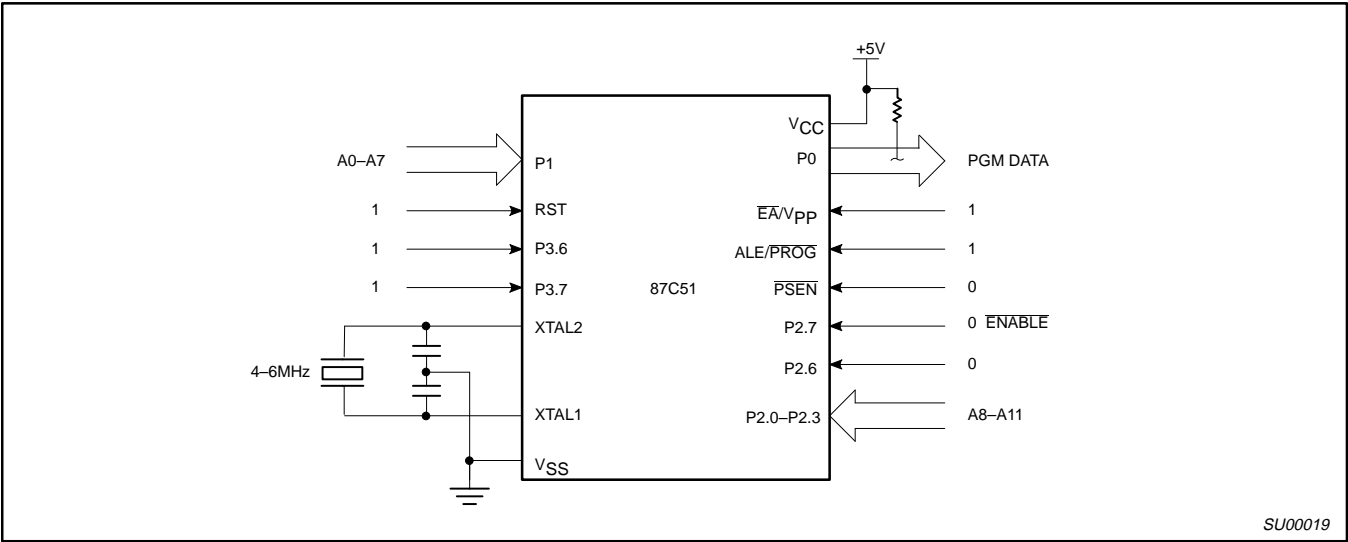 +5V
VCC
A0–A7 P1 P0 PGM DATA
1 RST EA/VPP 1
1 P3.6 ALE/PROG 1
1 P3.7 87C51 PSEN 0
XTAL2 P2.7 0 ENABLE
4–6MHz P2.6 0
XTAL1 P2.0–P2.3 A8–A11
VSS
SU00019